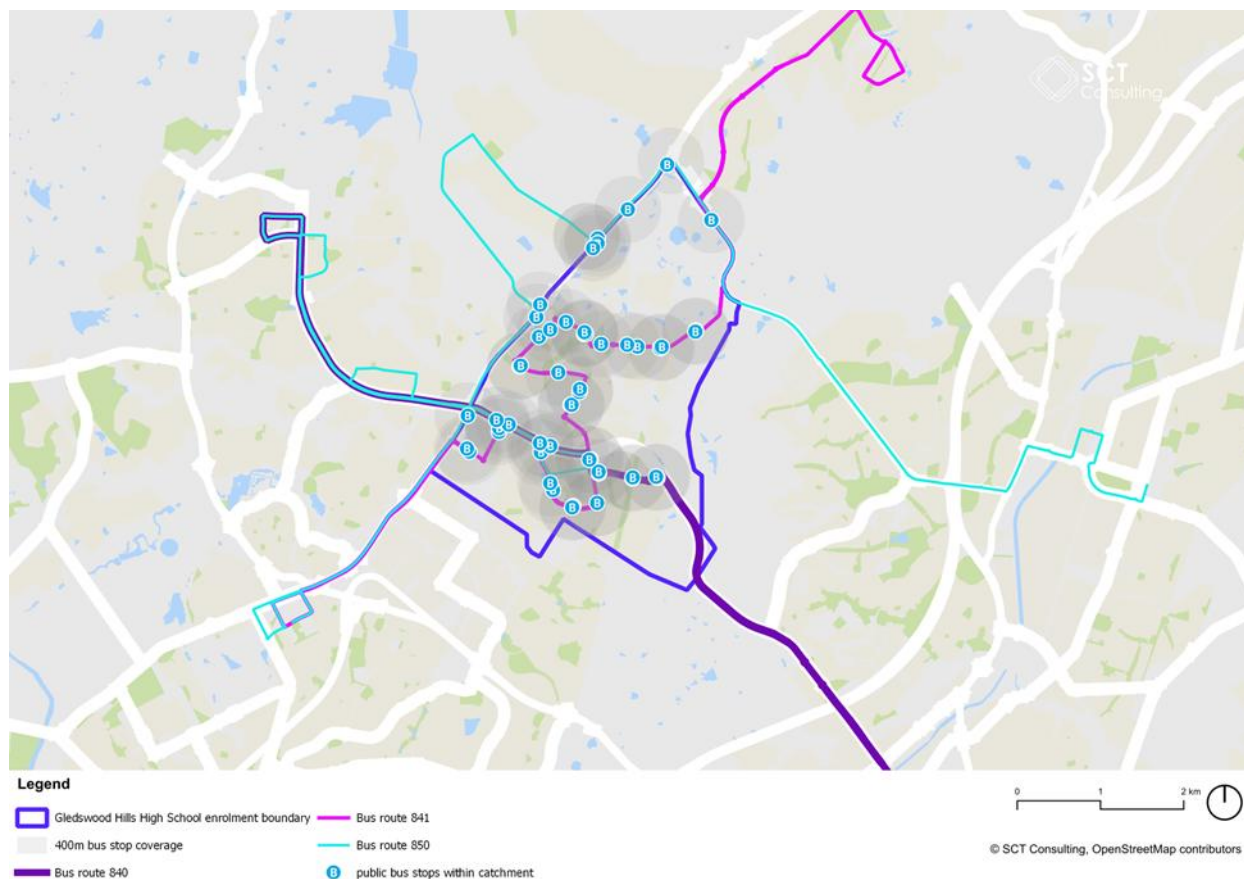 SCT
Consulting
Legend
Gledswood Hills High School enrolment boundary
Bus route 841
400m bus stop coverage
Bus route 850
Bus route 840
B public bus stops within catchment
0 1 2 km
© SCT Consulting, OpenStreetMap contributors